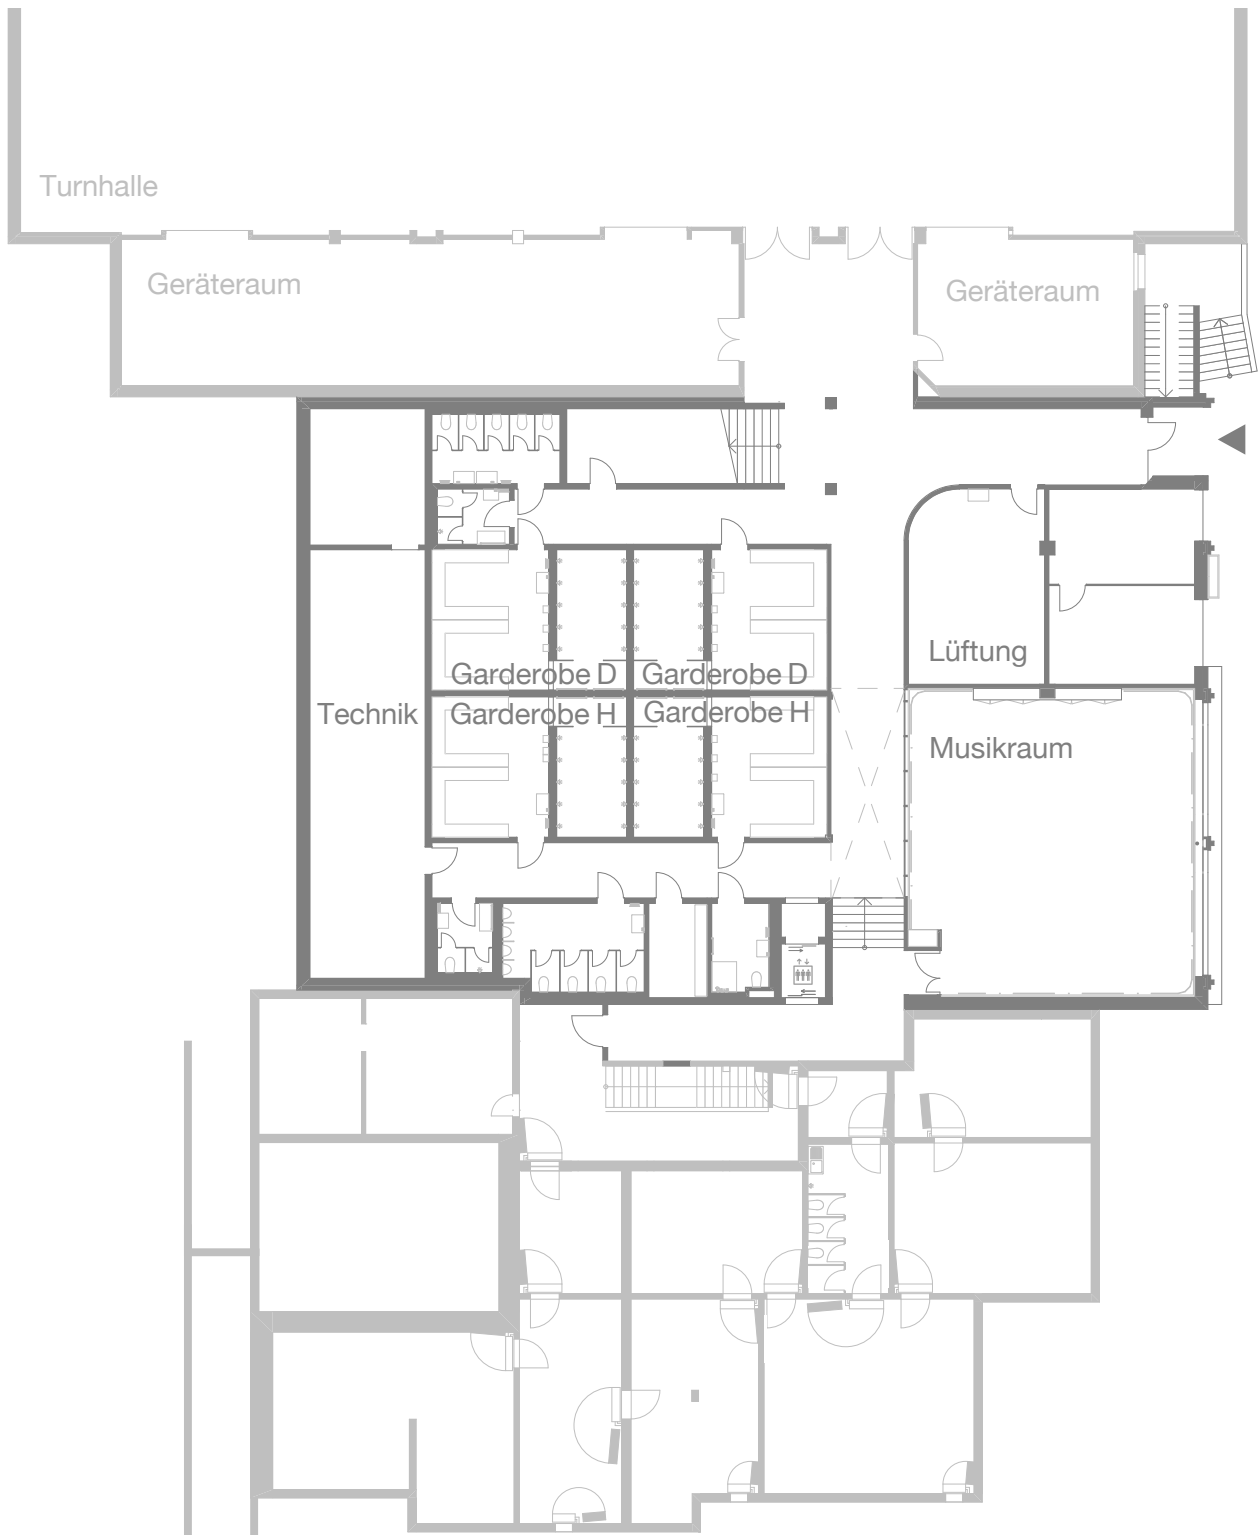 Turnhalle
Geräteraum
Geräteraum
Lüftung
Garderobe D
Garderobe D
Technik
Garderobe H
Garderobe H
Musikraum